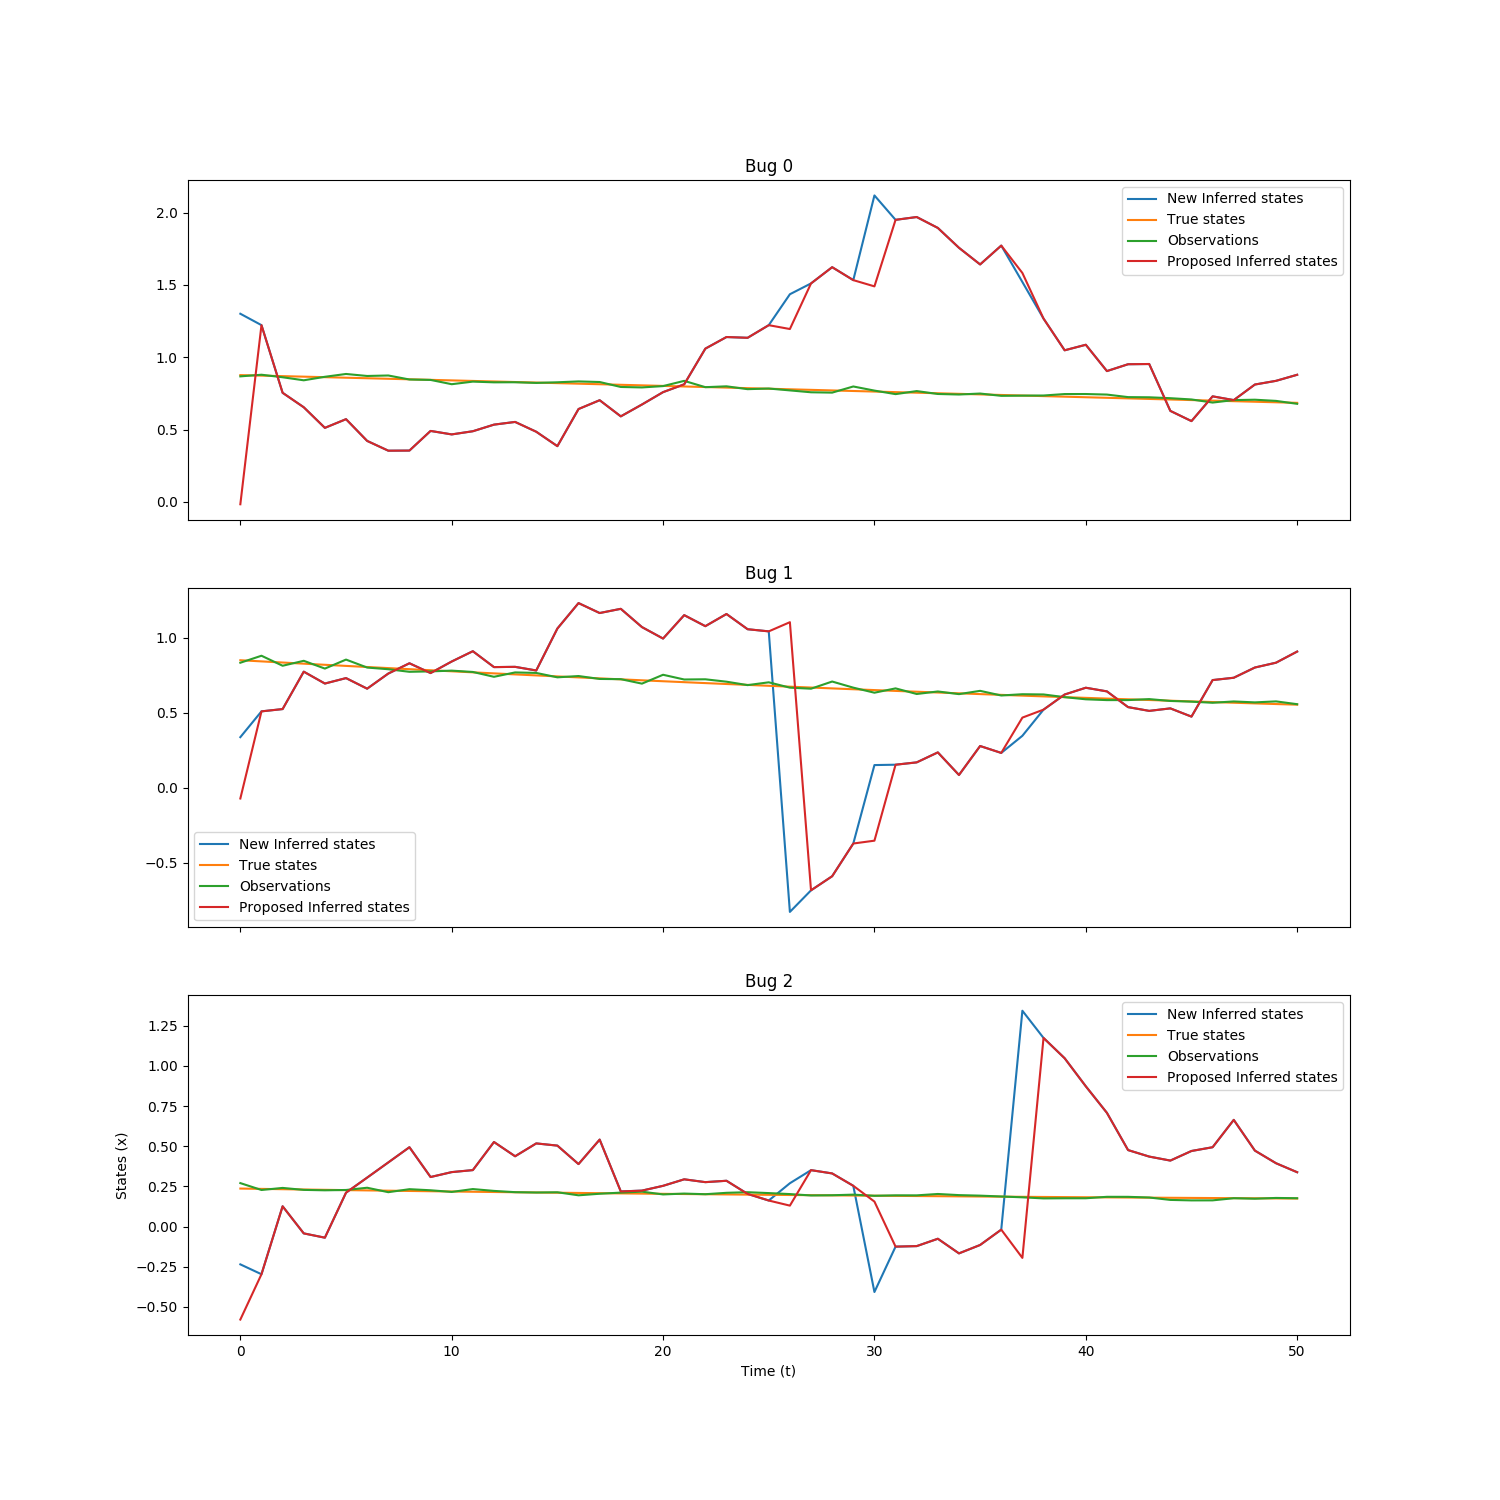 Bug 0
2.0
1.5
1.0
0.5
0.0
New Inferred states
True states
Observations
Proposed Inferred states
Bug 1
1.0
0.5
0.0
−0.5
New Inferred states
True states
Observations
Proposed Inferred states
Bug 2
States (x)
1.25
1.00
0.75
0.50
0.25
0.00
−0.25
−0.50
New Inferred states
True states
Observations
Proposed Inferred states
0 10 20 30 40 50
Time (t)